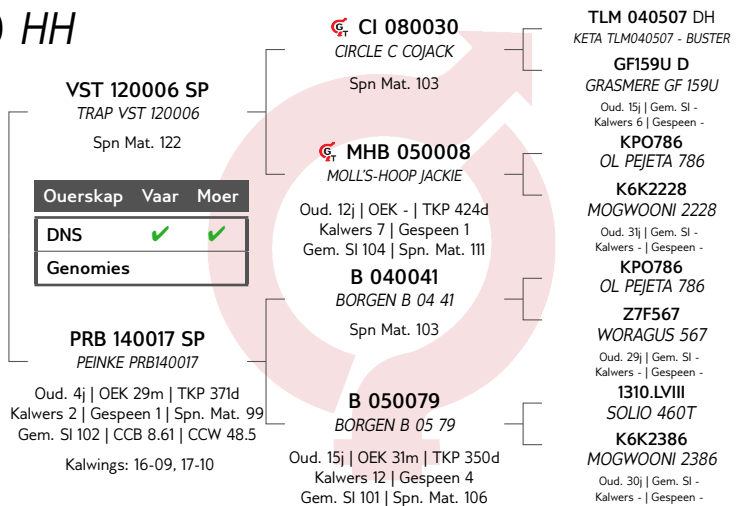 ) HH
VST 120006 SP
TRAP VST 120006
Spn Mat. 122
Ouerskap Vaar Moer
DNS ✔ ✔
Genomies
PRB 140017 SP
PEINKE PRB140017
Oud. 4j | OEK 29m | TKP 371d
Kalwers 2 | Gespeen 1 | Spn. Mat. 99
Gem. SI 102 | CCB 8.61 | CCW 48.5
Kalwings: 16-09, 17-10
GT CI 080030
CIRCLE C COJACK
Spn Mat. 103
GT MHB 050008
MOLL'S-HOOP JACKIE
Oud. 12j | OEK - | TKP 424d
Kalwers 7 | Gespeen 1
Gem. SI 104 | Spn. Mat. 111
B 040041
BORGEN B 04 41
Spn Mat. 103
B 050079
BORGEN B 05 79
Oud. 15j | OEK 31m | TKP 350d
Kalwers 12 | Gespeen 4
Gem. SI 101 | Spn. Mat. 106
TLM 040507 DH
KETA TLM040507 - BUSTER
GF159U D
GRASMERE GF 159U
Oud. 15j | Gem. SI -
Kalwers 6 | Gespeen -
KPO786
OL PEJETA 786
K6K2228
MOGWOONI 2228
Oud. 31j | Gem. SI -
Kalwers - | Gespeen -
KPO786
OL PEJETA 786
Z7F567
WORAGUS 567
Oud. 29j | Gem. SI -
Kalwers - | Gespeen -
1310.LVIII
SOLIO 460T
K6K2386
MOGWOONI 2386
Oud. 30j | Gem. SI -
Kalwers - | Gespeen -